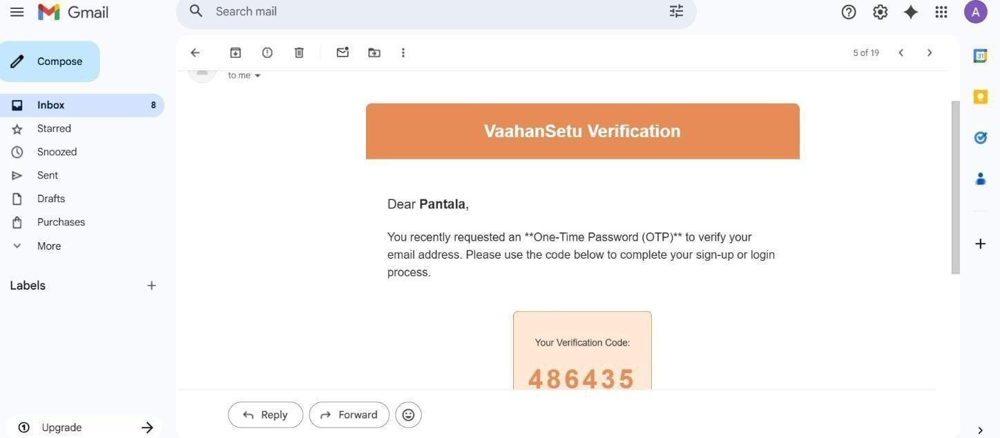 Gmail
Search mail
A
Compose
5 of 19
31
to me
Inbox 8
Starred
Snoozed
Sent
Drafts
Purchases
More
Labels
Upgrade
VaahanSetu Verification
Dear Pantala,
You recently requested an **One-Time Password (OTP)** to verify your
email address. Please use the code below to complete your sign-up or login
process.
Your Verification Code:
486435
Reply
Forward